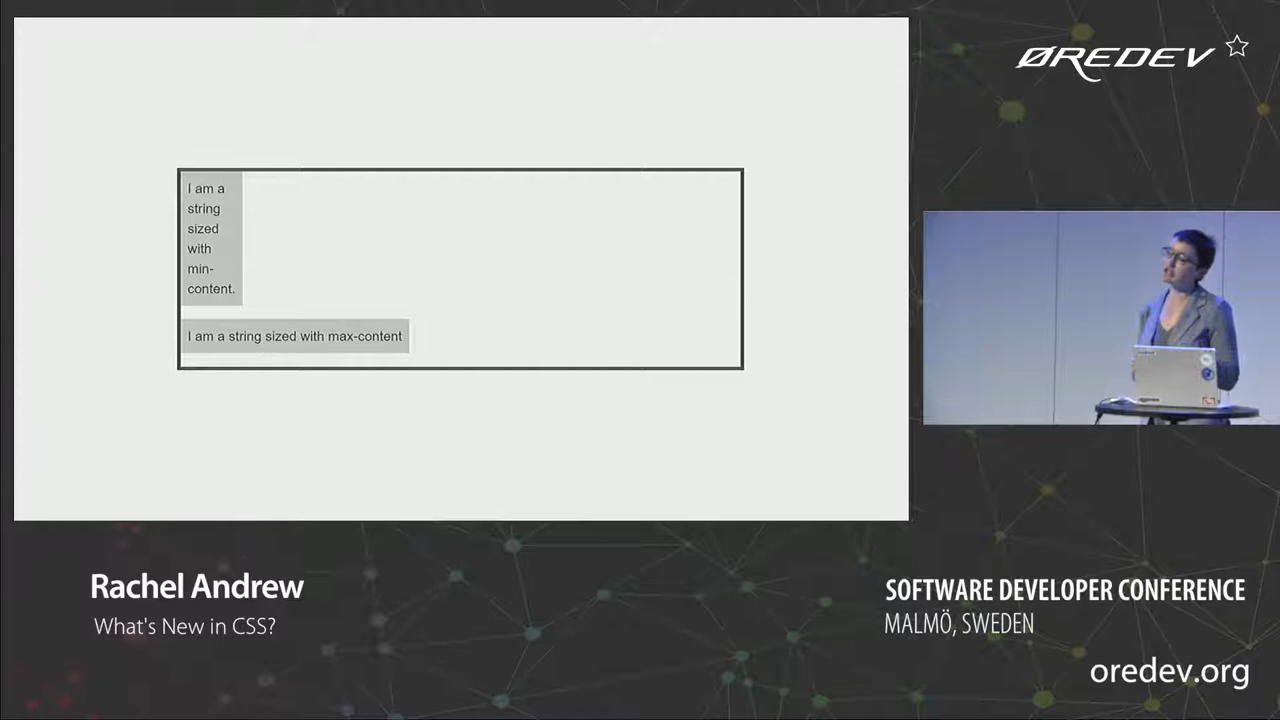 ØREDEV
I am a
string
sized
with
min-
content.
I am a string sized with max-content
Rachel Andrew
What's New in CSS?
SOFTWARE DEVELOPER CONFERENCE
MALMÖ, SWEDEN
oredev.org